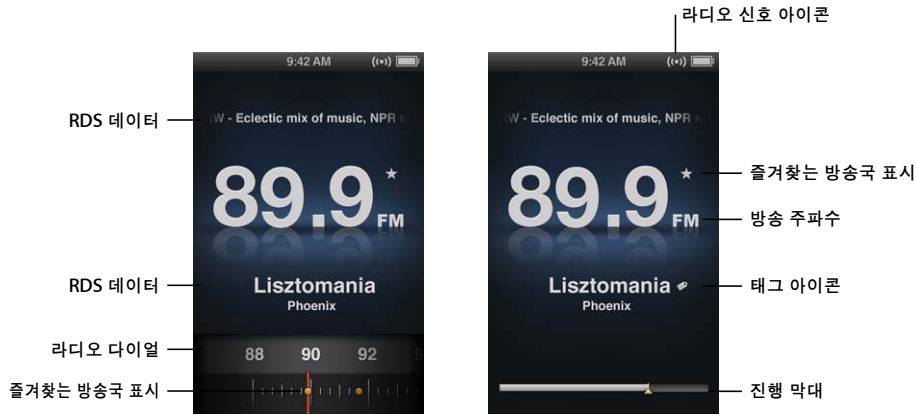 라디오 신호 아이콘
9:42 AM
9:42 AM
RDS 데이터
W - Eclectic mix of music, NPR
W - Eclectic mix of music, NPR
89.9 FM
89.9 FM
즐겨찾는 방송국 표시
방송 주파수
RDS 데이터
Lisztomania
Phoenix
Lisztomania
Phoenix
태그 아이콘
라디오 다이얼
88 90 92
즐겨찾는 방송국 표시
진행 막대